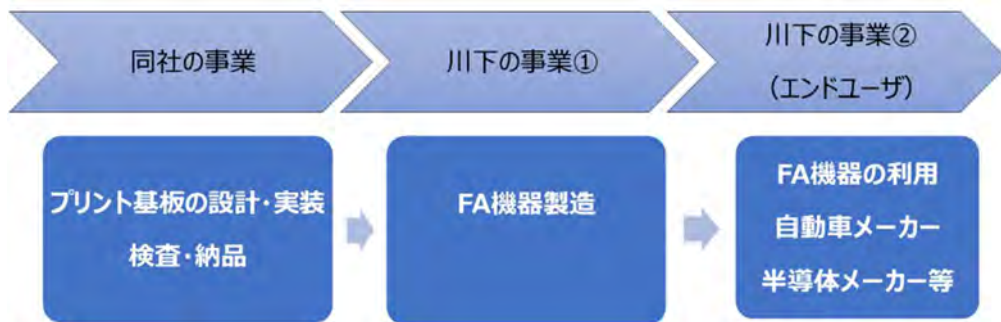 同社の事業
川下の事業①
川下の事業②
（エンドユーザ）
プリント基板の設計・実装
検査・納品
FA機器製造
FA機器の利用
自動車メーカー
半導体メーカー等